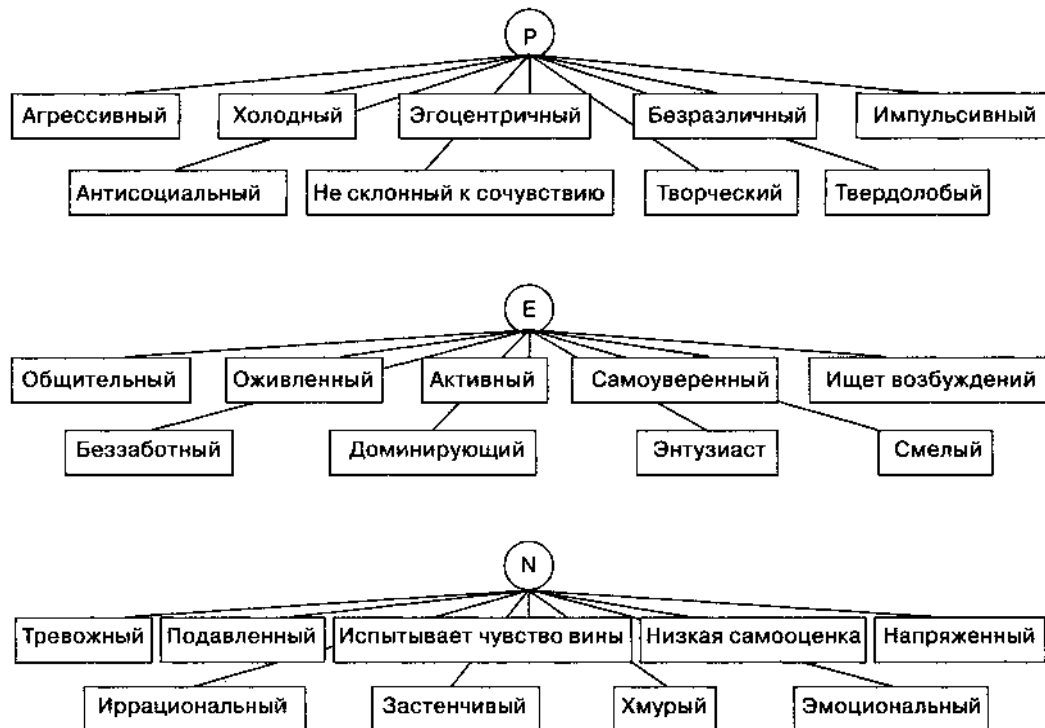 P
Агрессивный Холодный Эгоцентричный Безразличный Импульсивный
Антисоциальный Не склонный к сочувствию Творческий Твердолобый
E
Общительный Оживленный Активный Самоуверенный Ищет возбуждений
Беззаботный Доминирующий Энтузиаст Смелый
N
Тревожный Подавленный Испытывает чувство вины Низкая самооценка Напряженный
Иррациональный Застенчивый Хмурый Эмоциональный